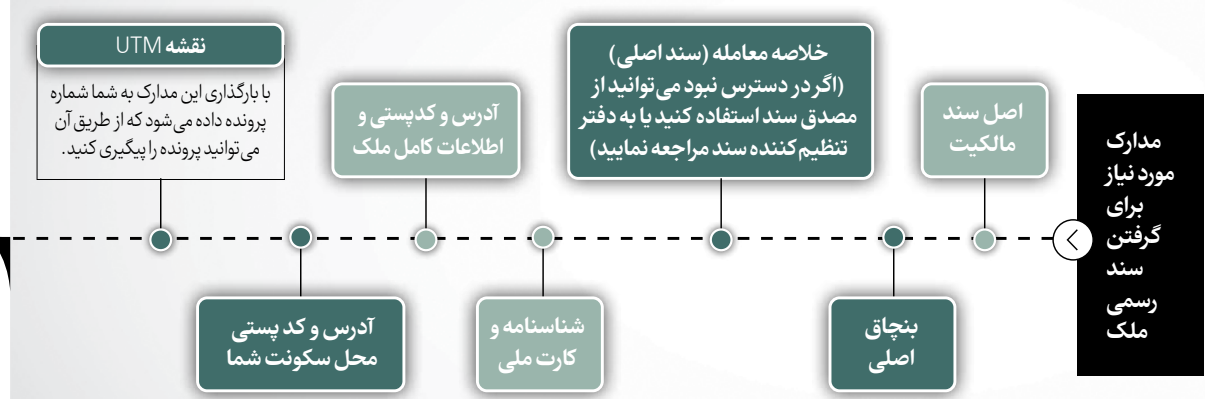 مدارک
مورد نیاز
برای
گرفتن
سند
رسمی
ملک
اصل سند
مالکیت
بنچاق
اصلی
خلاصه معامله (سند اصلی)
(اگر در دسترس نبود می‌توانید از
مصدق سند استفاده کنید یا به دفتر
تنظیم‌کننده سند مراجعه نمایید)
شناسنامه و
کارت ملی
آدرس و کدپستی و
اطلاعات کامل ملک
آدرس و کد پستی
محل سکونت شما
نقشه UTM
با بارگذاری این مدارک به شما شماره
پرونده داده می‌شود که از طریق آن
می‌توانید پرونده را پیگیری کنید.